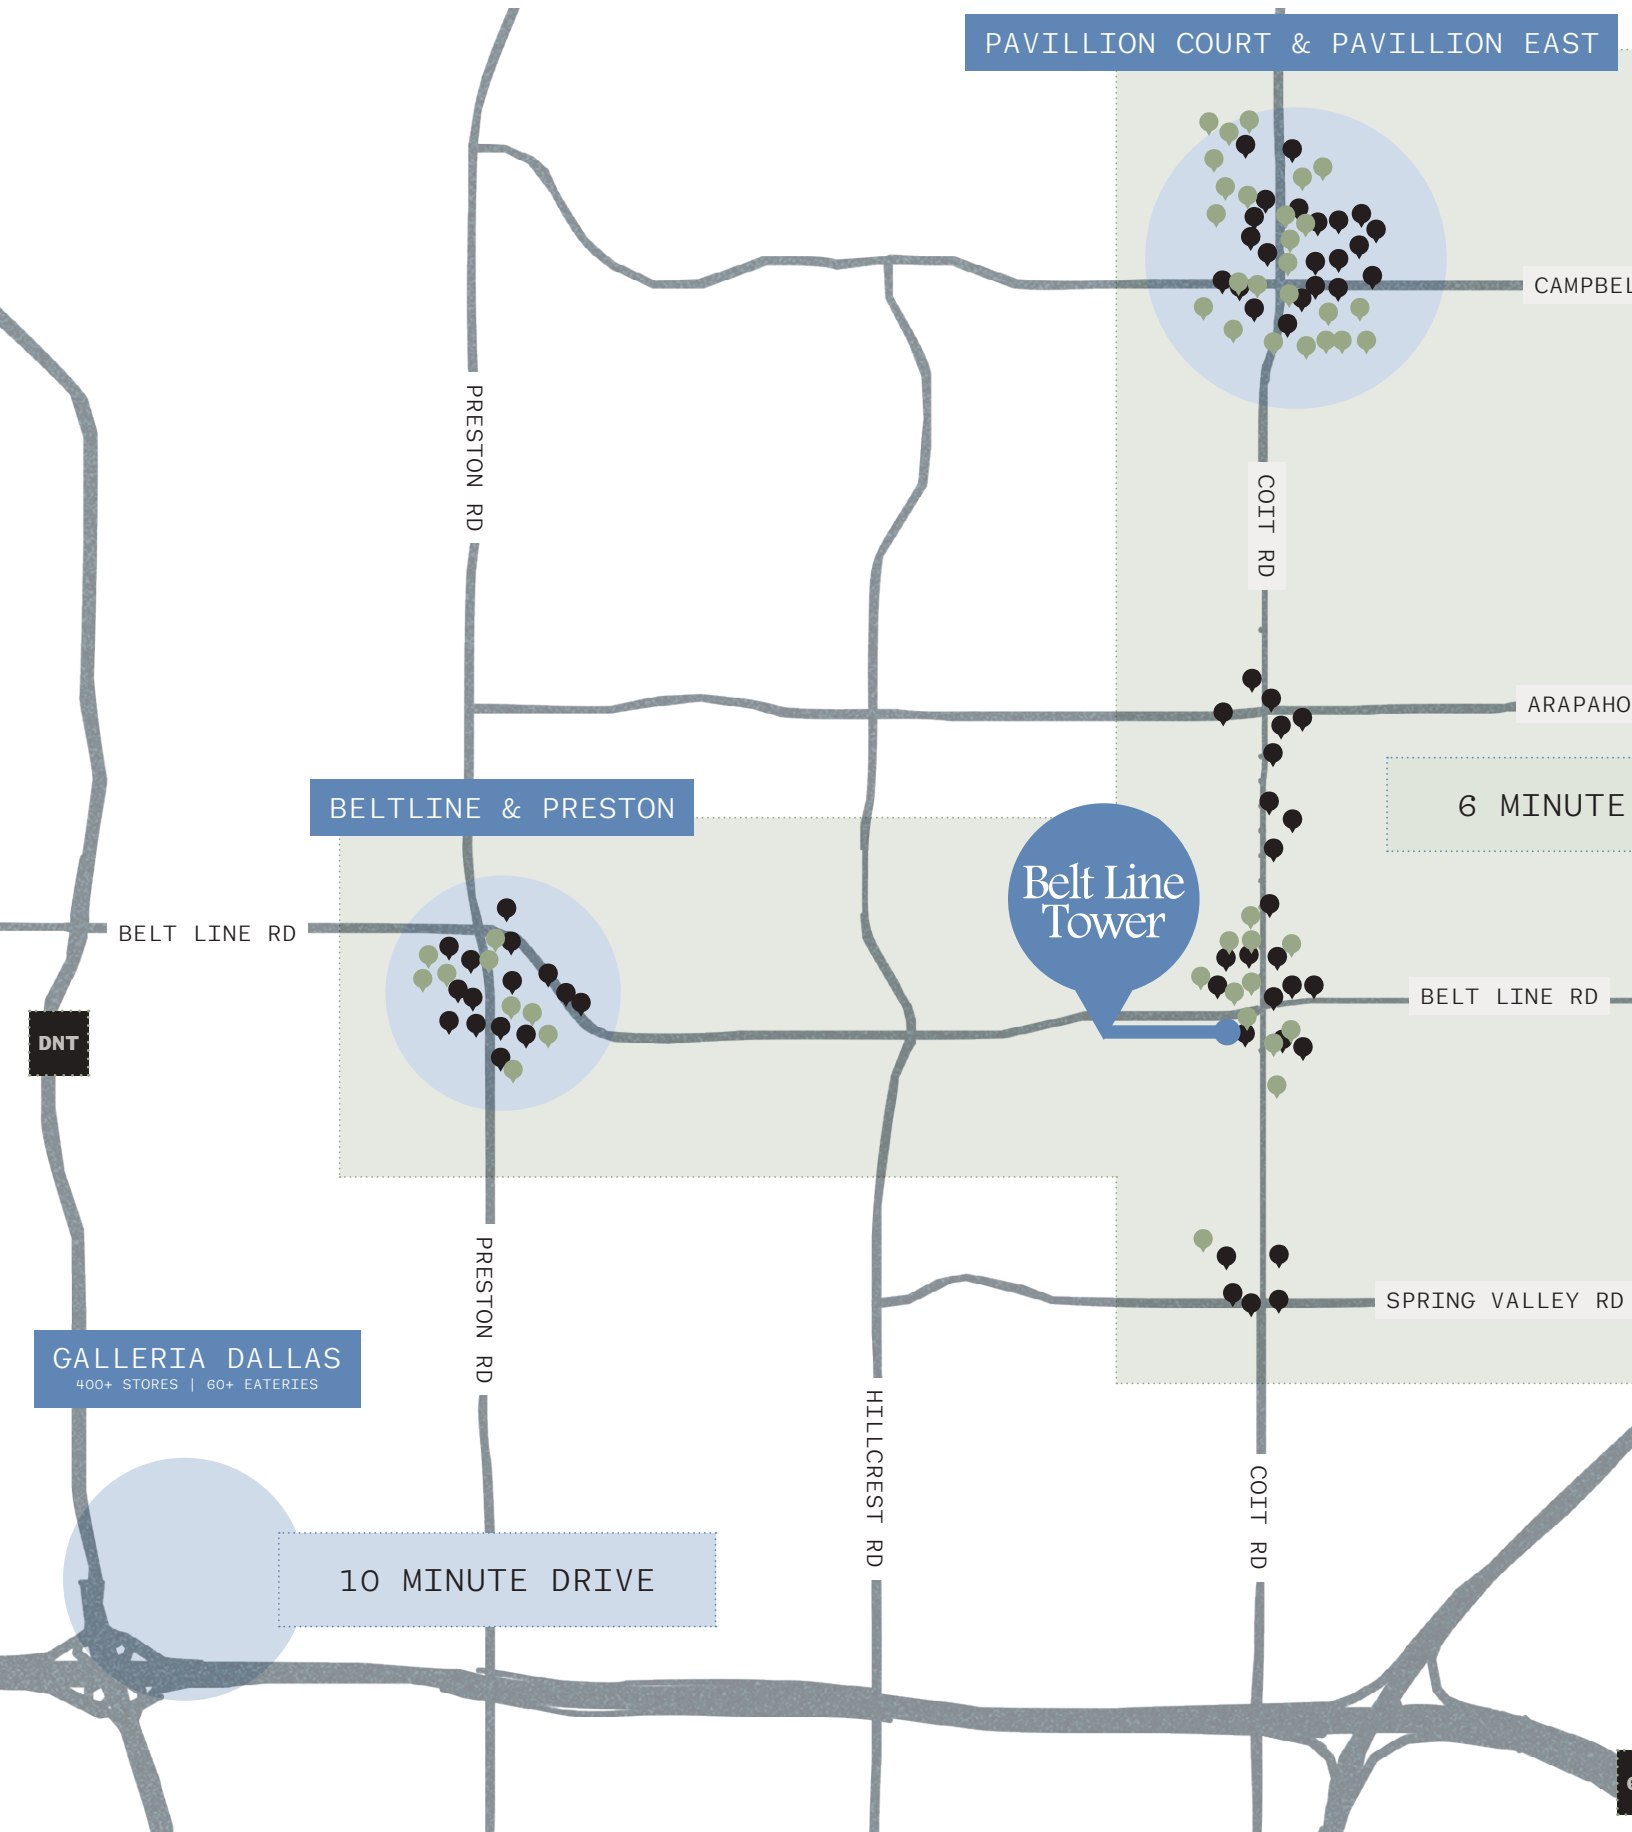 PAVILLION COURT & PAVILLION EAST
CAMPBEL
PRESTON RD
COIT RD
ARAPAHO
BELTLINE & PRESTON
6 MINUTE
Belt Line
Tower
BELT LINE RD
BELT LINE RD
DNT
PRESTON RD
SPRING VALLEY RD
GALLERIA DALLAS
400+ STORES | 60+ EATERIES
HILLCREST RD
COIT RD
10 MINUTE DRIVE